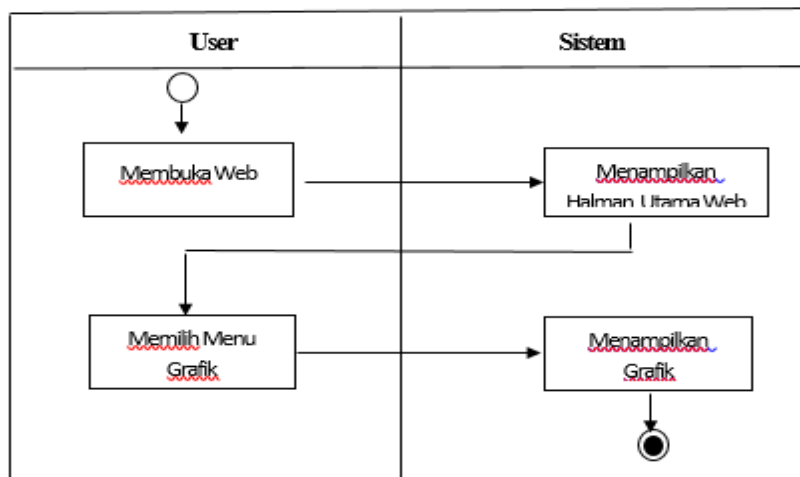 User
Sistem
Membuka Web
Menampilkan
Halman Utama Web
Memilih Menu
Grafik
Menampilkan
Grafik